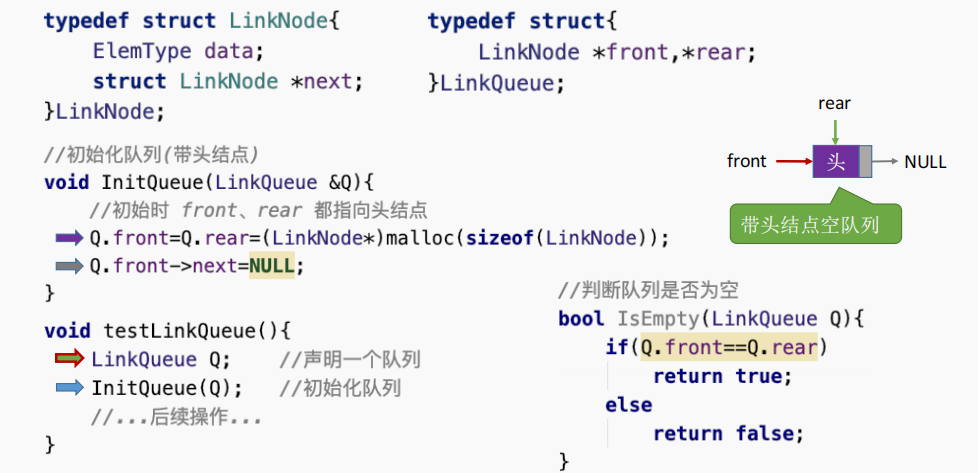 typedef struct LinkNode{
    ElemType data;
    struct LinkNode *next;
}LinkNode;
typedef struct{
    LinkNode *front,*rear;
}LinkQueue;
rear
front
头
NULL
带头结点空队列
//初始化队列(带头结点)
void InitQueue(LinkQueue &Q){
    //初始时 front、rear 都指向头结点
    Q.front=Q.rear=(LinkNode*)malloc(sizeof(LinkNode));
    Q.front->next=NULL;
}
void testLinkQueue(){
    LinkQueue Q;    //声明一个队列
    InitQueue(Q);   //初始化队列
    //...后续操作...
}
//判断队列是否为空
bool IsEmpty(LinkQueue Q){
    if(Q.front==Q.rear)
        return true;
    else
        return false;
}